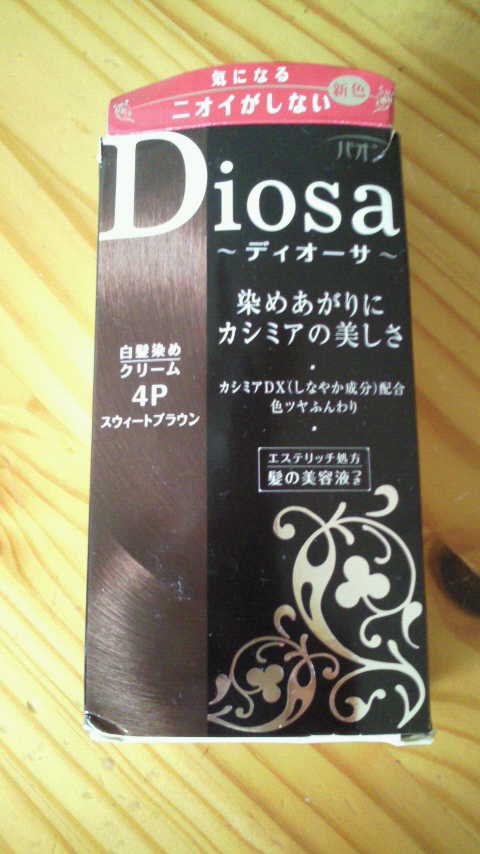 気になる
ニオイがしない
新色
パオン
Diosa
～ディオーサ～
染めあがりに
カシミアの美しさ
白髪染め
クリーム
4P
スウィートブラウン
カシミアDX(しなやか成分)配合
色ツヤふんわり
エステリッチ処方
髪の美容液つき